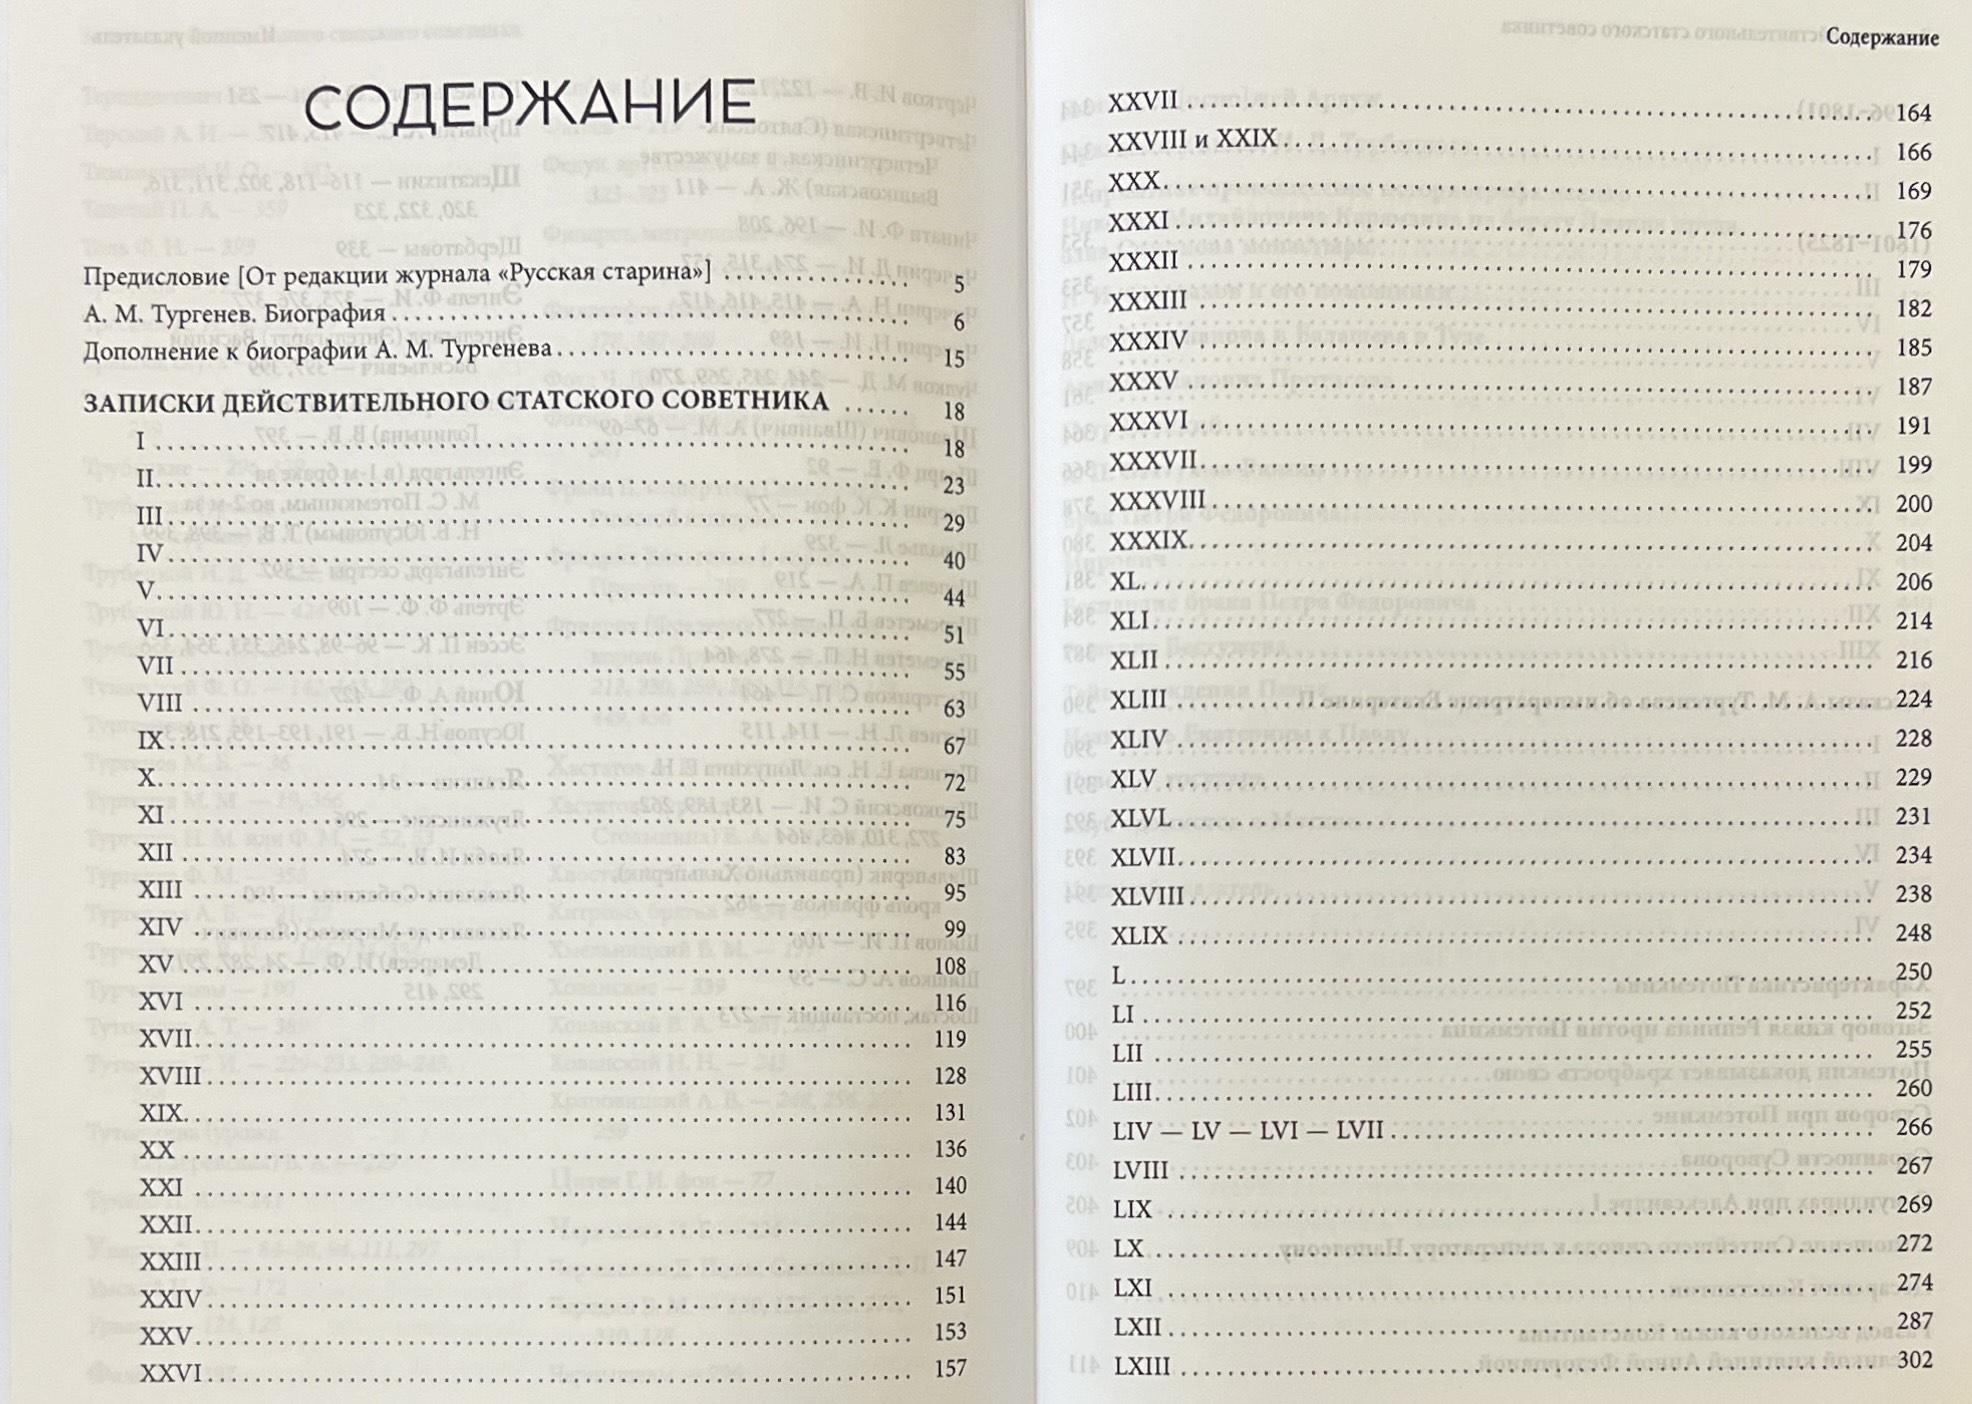 СОДЕРЖАНИЕ
Предисловие [От редакции журнала «Русская старина»] 5
А. М. Тургенев. Биография 6
Дополнение к биографии А. М. Тургенева 15
ЗАПИСКИ ДЕЙСТВИТЕЛЬНОГО СТАТСКОГО СОВЕТНИКА 18
I 18
II 23
III 29
IV 40
V 44
VI 51
VII 55
VIII 63
IX 67
X 72
XI 75
XII 83
XIII 95
XIV 99
XV 108
XVI 116
XVII 119
XVIII 128
XIX 131
XX 136
XXI 140
XXII 144
XXIII 147
XXIV 151
XXV 153
XXVI 157
Содержание
XXVII 164
XXVIII и XXIX 166
XXX 169
XXXI 176
XXXII 179
XXXIII 182
XXXIV 185
XXXV 187
XXXVI 191
XXXVII 199
XXXVIII 200
XXXIX 204
XL 206
XLI 214
XLII 216
XLIII 224
XLIV 228
XLV 229
XLVI 231
XLVII 234
XLVIII 238
XLIX 248
L 250
LI 252
LII 255
LIII 260
LIV — LV — LVI — LVII 266
LVIII 267
LIX 269
LX 272
LXI 274
LXII 287
LXIII 302